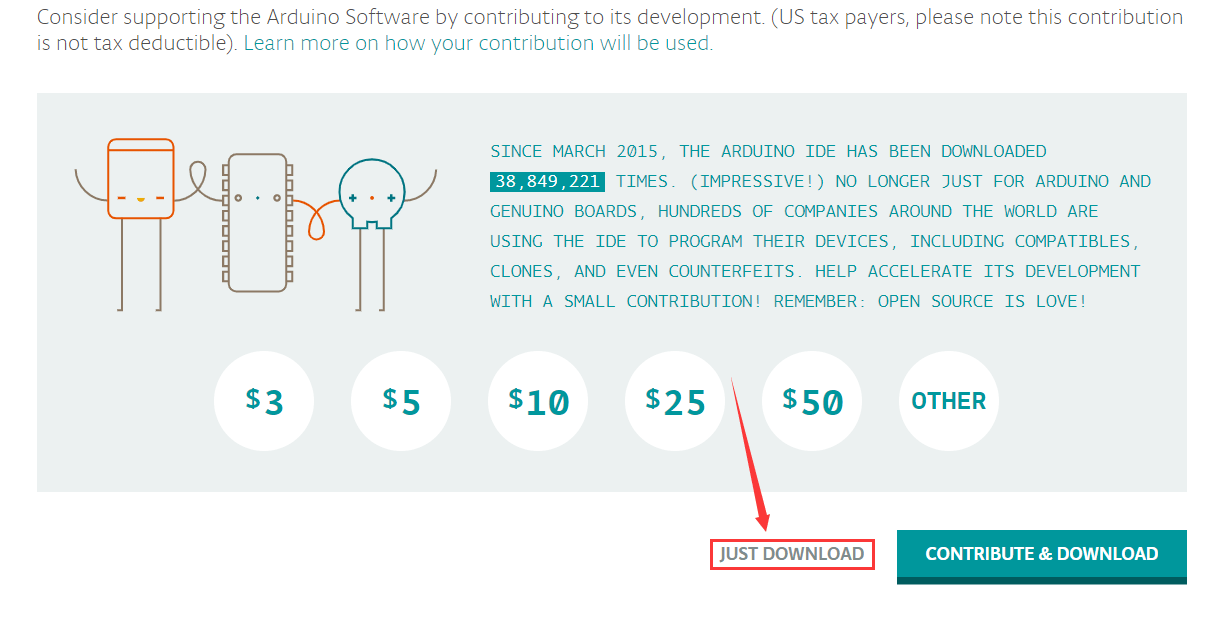 Consider supporting the Arduino Software by contributing to its development. (US tax payers, please note this contribution
is not tax deductible). Learn more on how your contribution will be used.
SINCE MARCH 2015, THE ARDUINO IDE HAS BEEN DOWNLOADED
38,849,221 TIMES. (IMPRESSIVE!) NO LONGER JUST FOR ARDUINO AND
GENUINO BOARDS, HUNDREDS OF COMPANIES AROUND THE WORLD ARE
USING THE IDE TO PROGRAM THEIR DEVICES, INCLUDING COMPATIBLES,
CLONES, AND EVEN COUNTERFEITS. HELP ACCELERATE ITS DEVELOPMENT
WITH A SMALL CONTRIBUTION! REMEMBER: OPEN SOURCE IS LOVE!
$3 $5 $10 $25 $50 OTHER
JUST DOWNLOAD CONTRIBUTE & DOWNLOAD